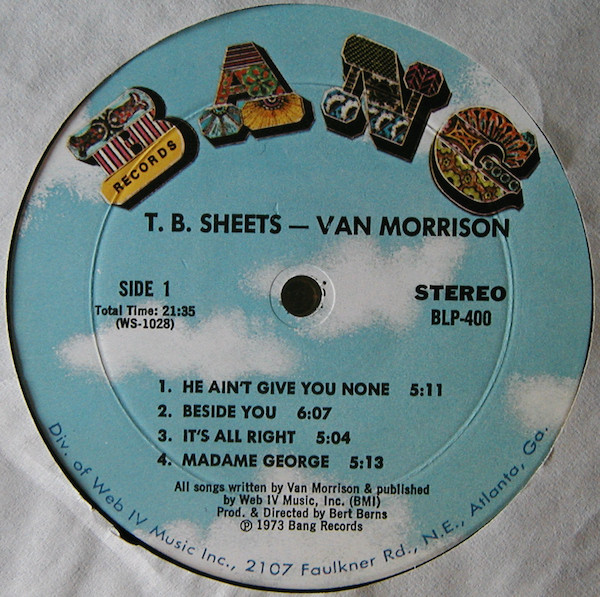 BANG
RECORDS
T. B. SHEETS — VAN MORRISON
SIDE 1
Total Time: 21:35
(WS-1028)
STEREO
BLP-400
1. HE AIN'T GIVE YOU NONE 5:11
2. BESIDE YOU 6:07
3. IT'S ALL RIGHT 5:04
4. MADAME GEORGE 5:13
All songs written by Van Morrison & published
by Web IV Music, Inc. (BMI)
Prod. & Directed by Bert Berns
℗ 1973 Bang Records
Div. of Web IV Music Inc., 2107 Faulkner Rd., N.E., Atlanta, Ga.